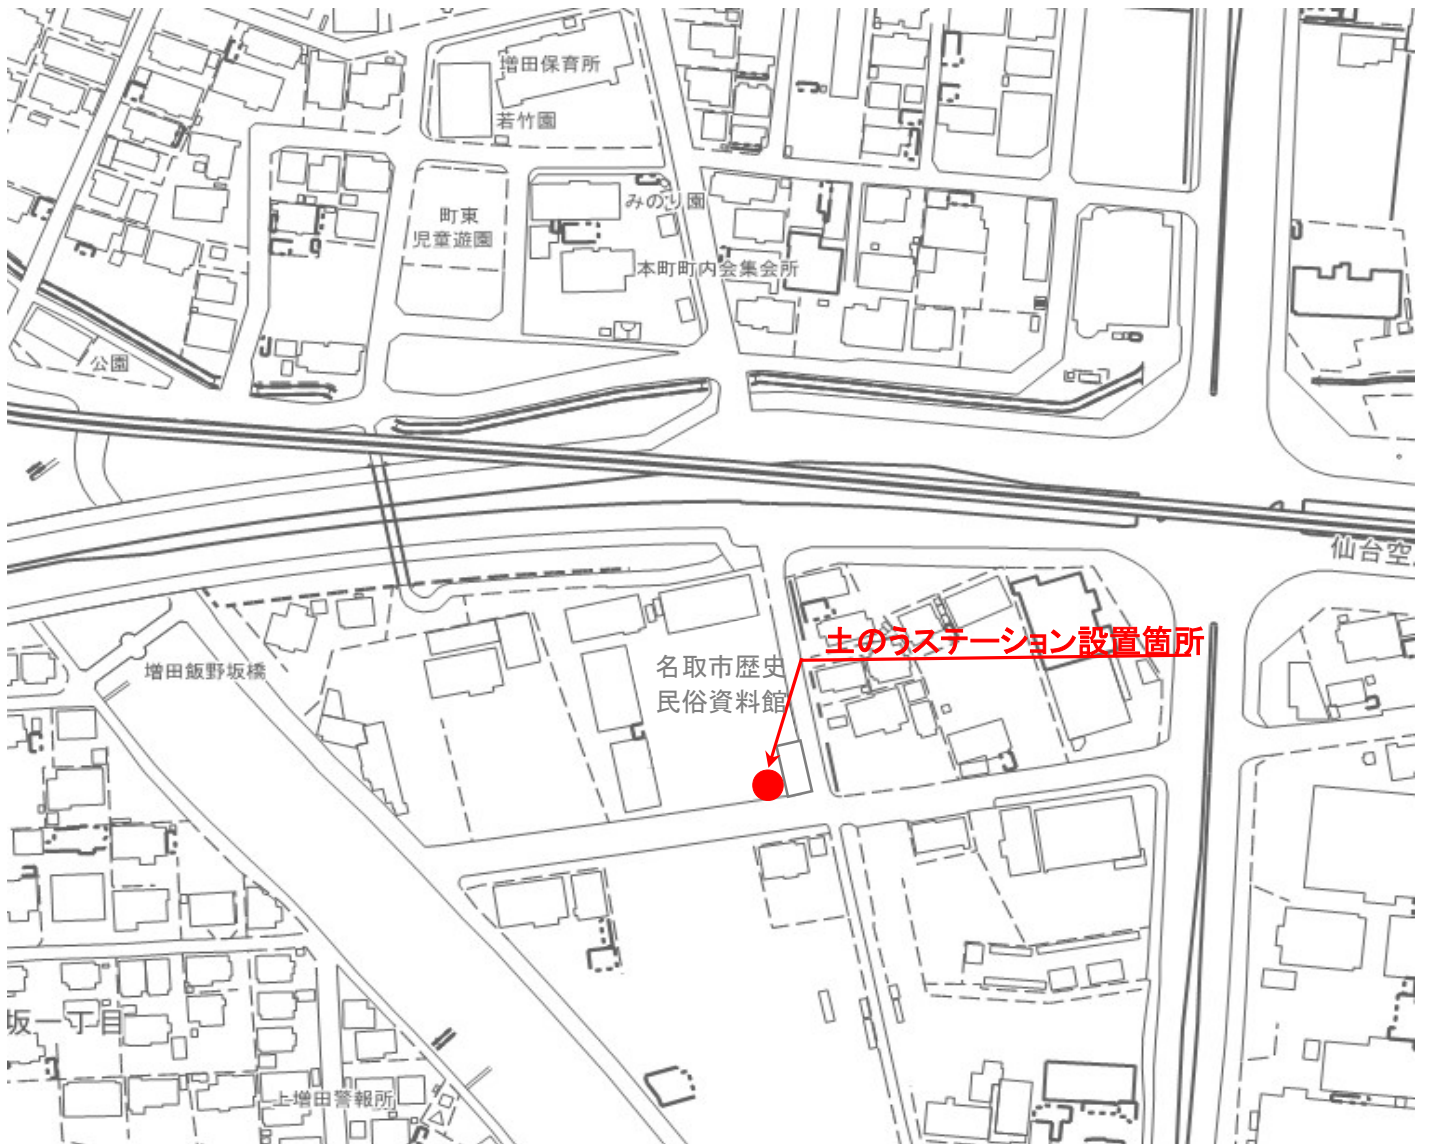 増田保育所
若竹園
みのり園
町東
児童遊園
本町町内会集会所
公園
仙台空
土のうステーション設置箇所
名取市歴史
民俗資料館
増田飯野坂橋
坂一丁目
上増田警報所